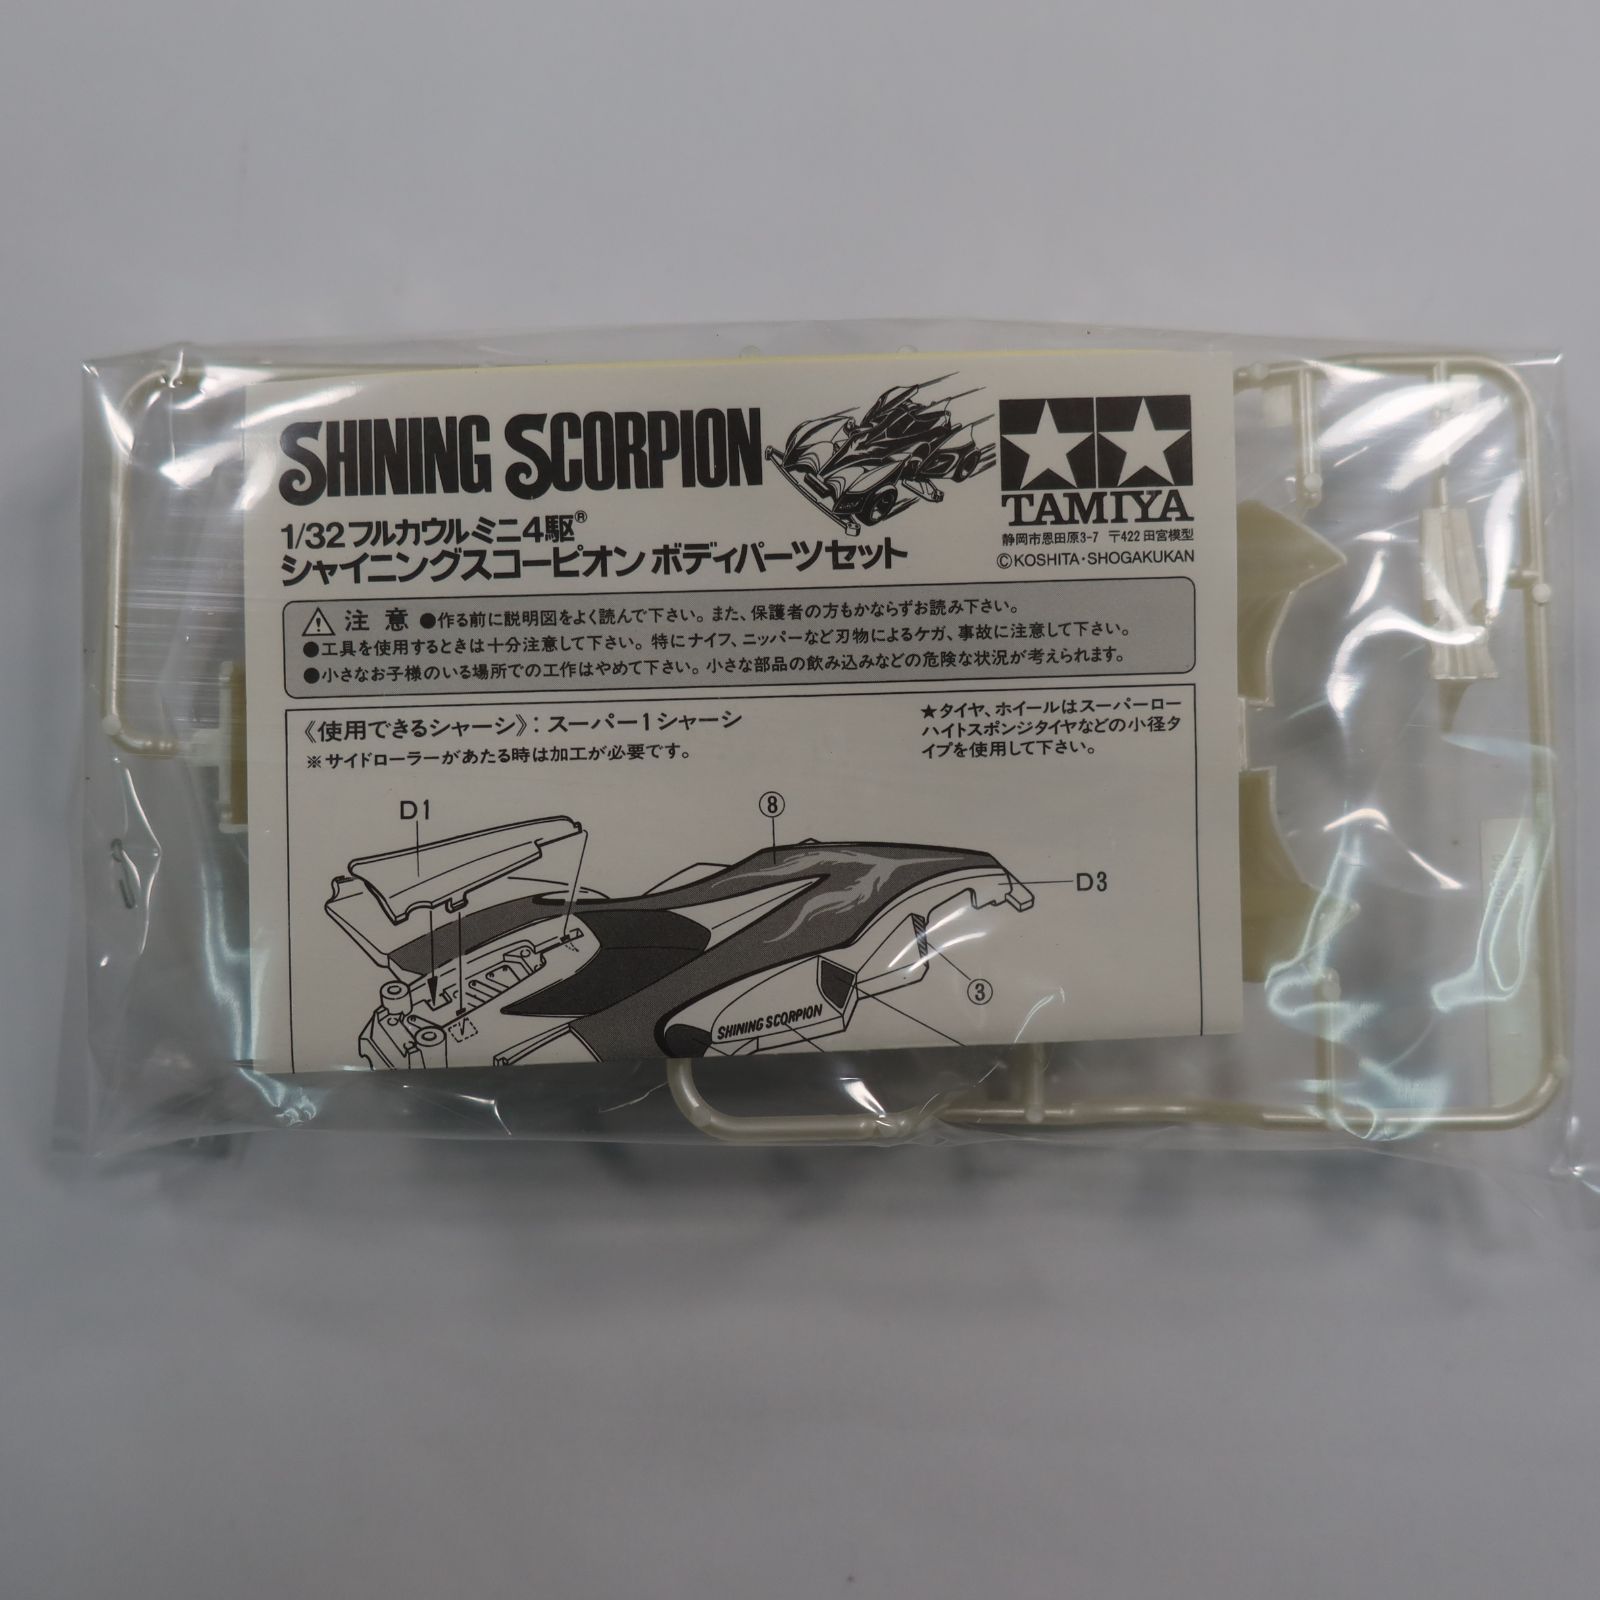 SHINING SCORPION
1/32フルカウルミニ4駆®
シャイニングスコーピオン ボディパーツセット
TAMIYA
静岡市恩田原3-7 〒422 田宮模型
©KOSHITA・SHOGAKUKAN
注意 ●作る前に説明図をよく読んで下さい。また、保護者の方もかならずお読み下さい。
●工具を使用するときは十分注意して下さい。特にナイフ、ニッパーなど刃物によるケガ、事故に注意して下さい。
●小さなお子様のいる場所での工作はやめて下さい。小さな部品の飲み込みなどの危険な状況が考えられます。
《使用できるシャーシ》：スーパー1シャーシ
※サイドローラーがあたる時は加工が必要です。
★タイヤ、ホイールはスーパーロー
ハイトスポンジタイヤなどの小径タ
イプを使用して下さい。
D1
⑧
D3
③
SHINING SCORPION